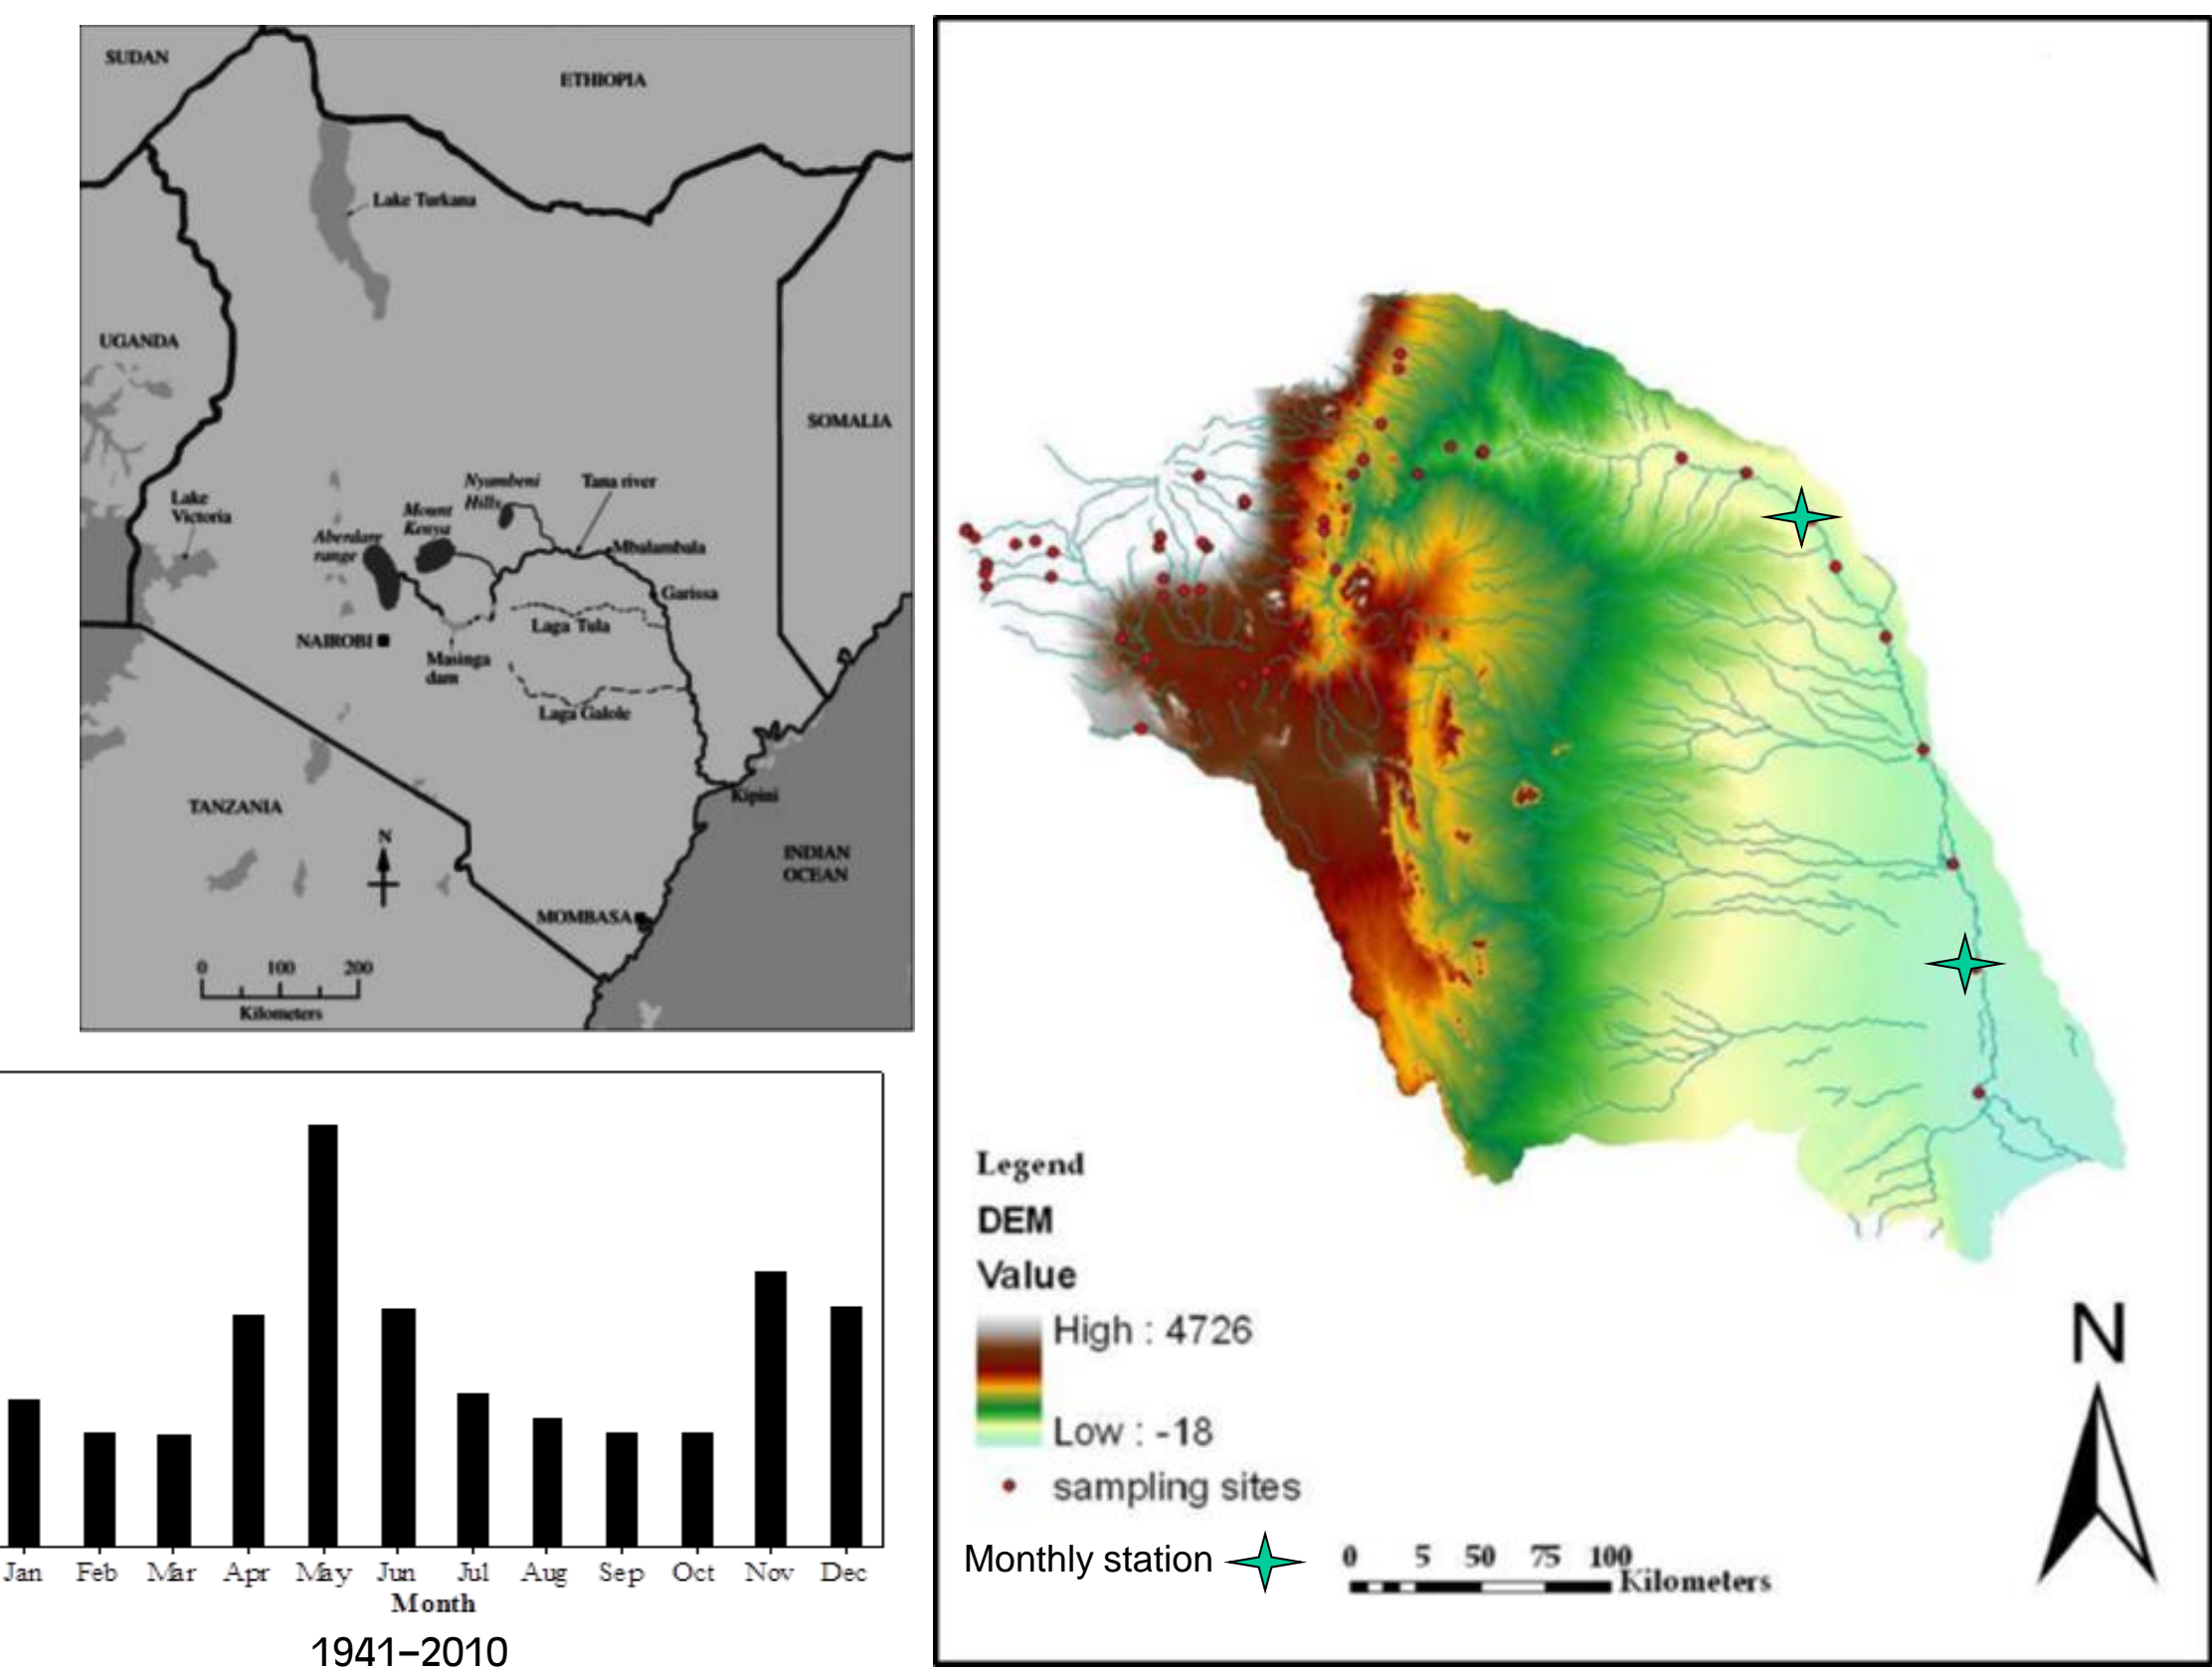 SUDAN
ETHIOPIA
Lake Turkana
UGANDA
SOMALIA
Lake
Victoria
Nyambeni
Hills
Tana river
Mount
Kenya
Aberdare
range
Mbalambala
Garissa
Laga Tula
NAIROBI
Masinga
dam
Laga Galole
Kipini
TANZANIA
N
INDIAN
OCEAN
MOMBASA
0 100 200
Kilometers
Jan Feb Mar Apr May Jun Jul Aug Sep Oct Nov Dec
Month
1941–2010
Legend
DEM
Value
High : 4726
Low : -18
sampling sites
Monthly station
0 5 50 75 100
Kilometers
N